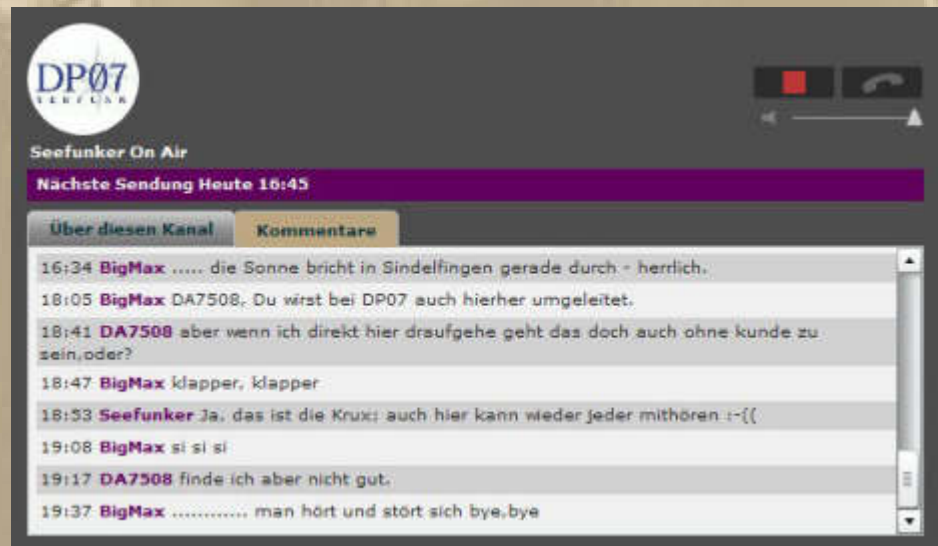 DP07
SEEFUNK
Seefunker On Air
Nächste Sendung Heute 16:45
Über diesen Kanal Kommentare
16:34 BigMax ..... die Sonne bricht in Sindelfingen gerade durch - herrlich.
18:05 BigMax DA7508, Du wirst bei DP07 auch hierher umgeleitet.
18:41 DA7508 aber wenn ich direkt hier draufgehe geht das doch auch ohne kunde zu
sein,oder?
18:47 BigMax klapper, klapper
18:53 Seefunker Ja, das ist die Krux; auch hier kann wieder jeder mithören :-((
19:08 BigMax si si si
19:17 DA7508 finde ich aber nicht gut.
19:37 BigMax ............ man hört und stört sich bye,bye